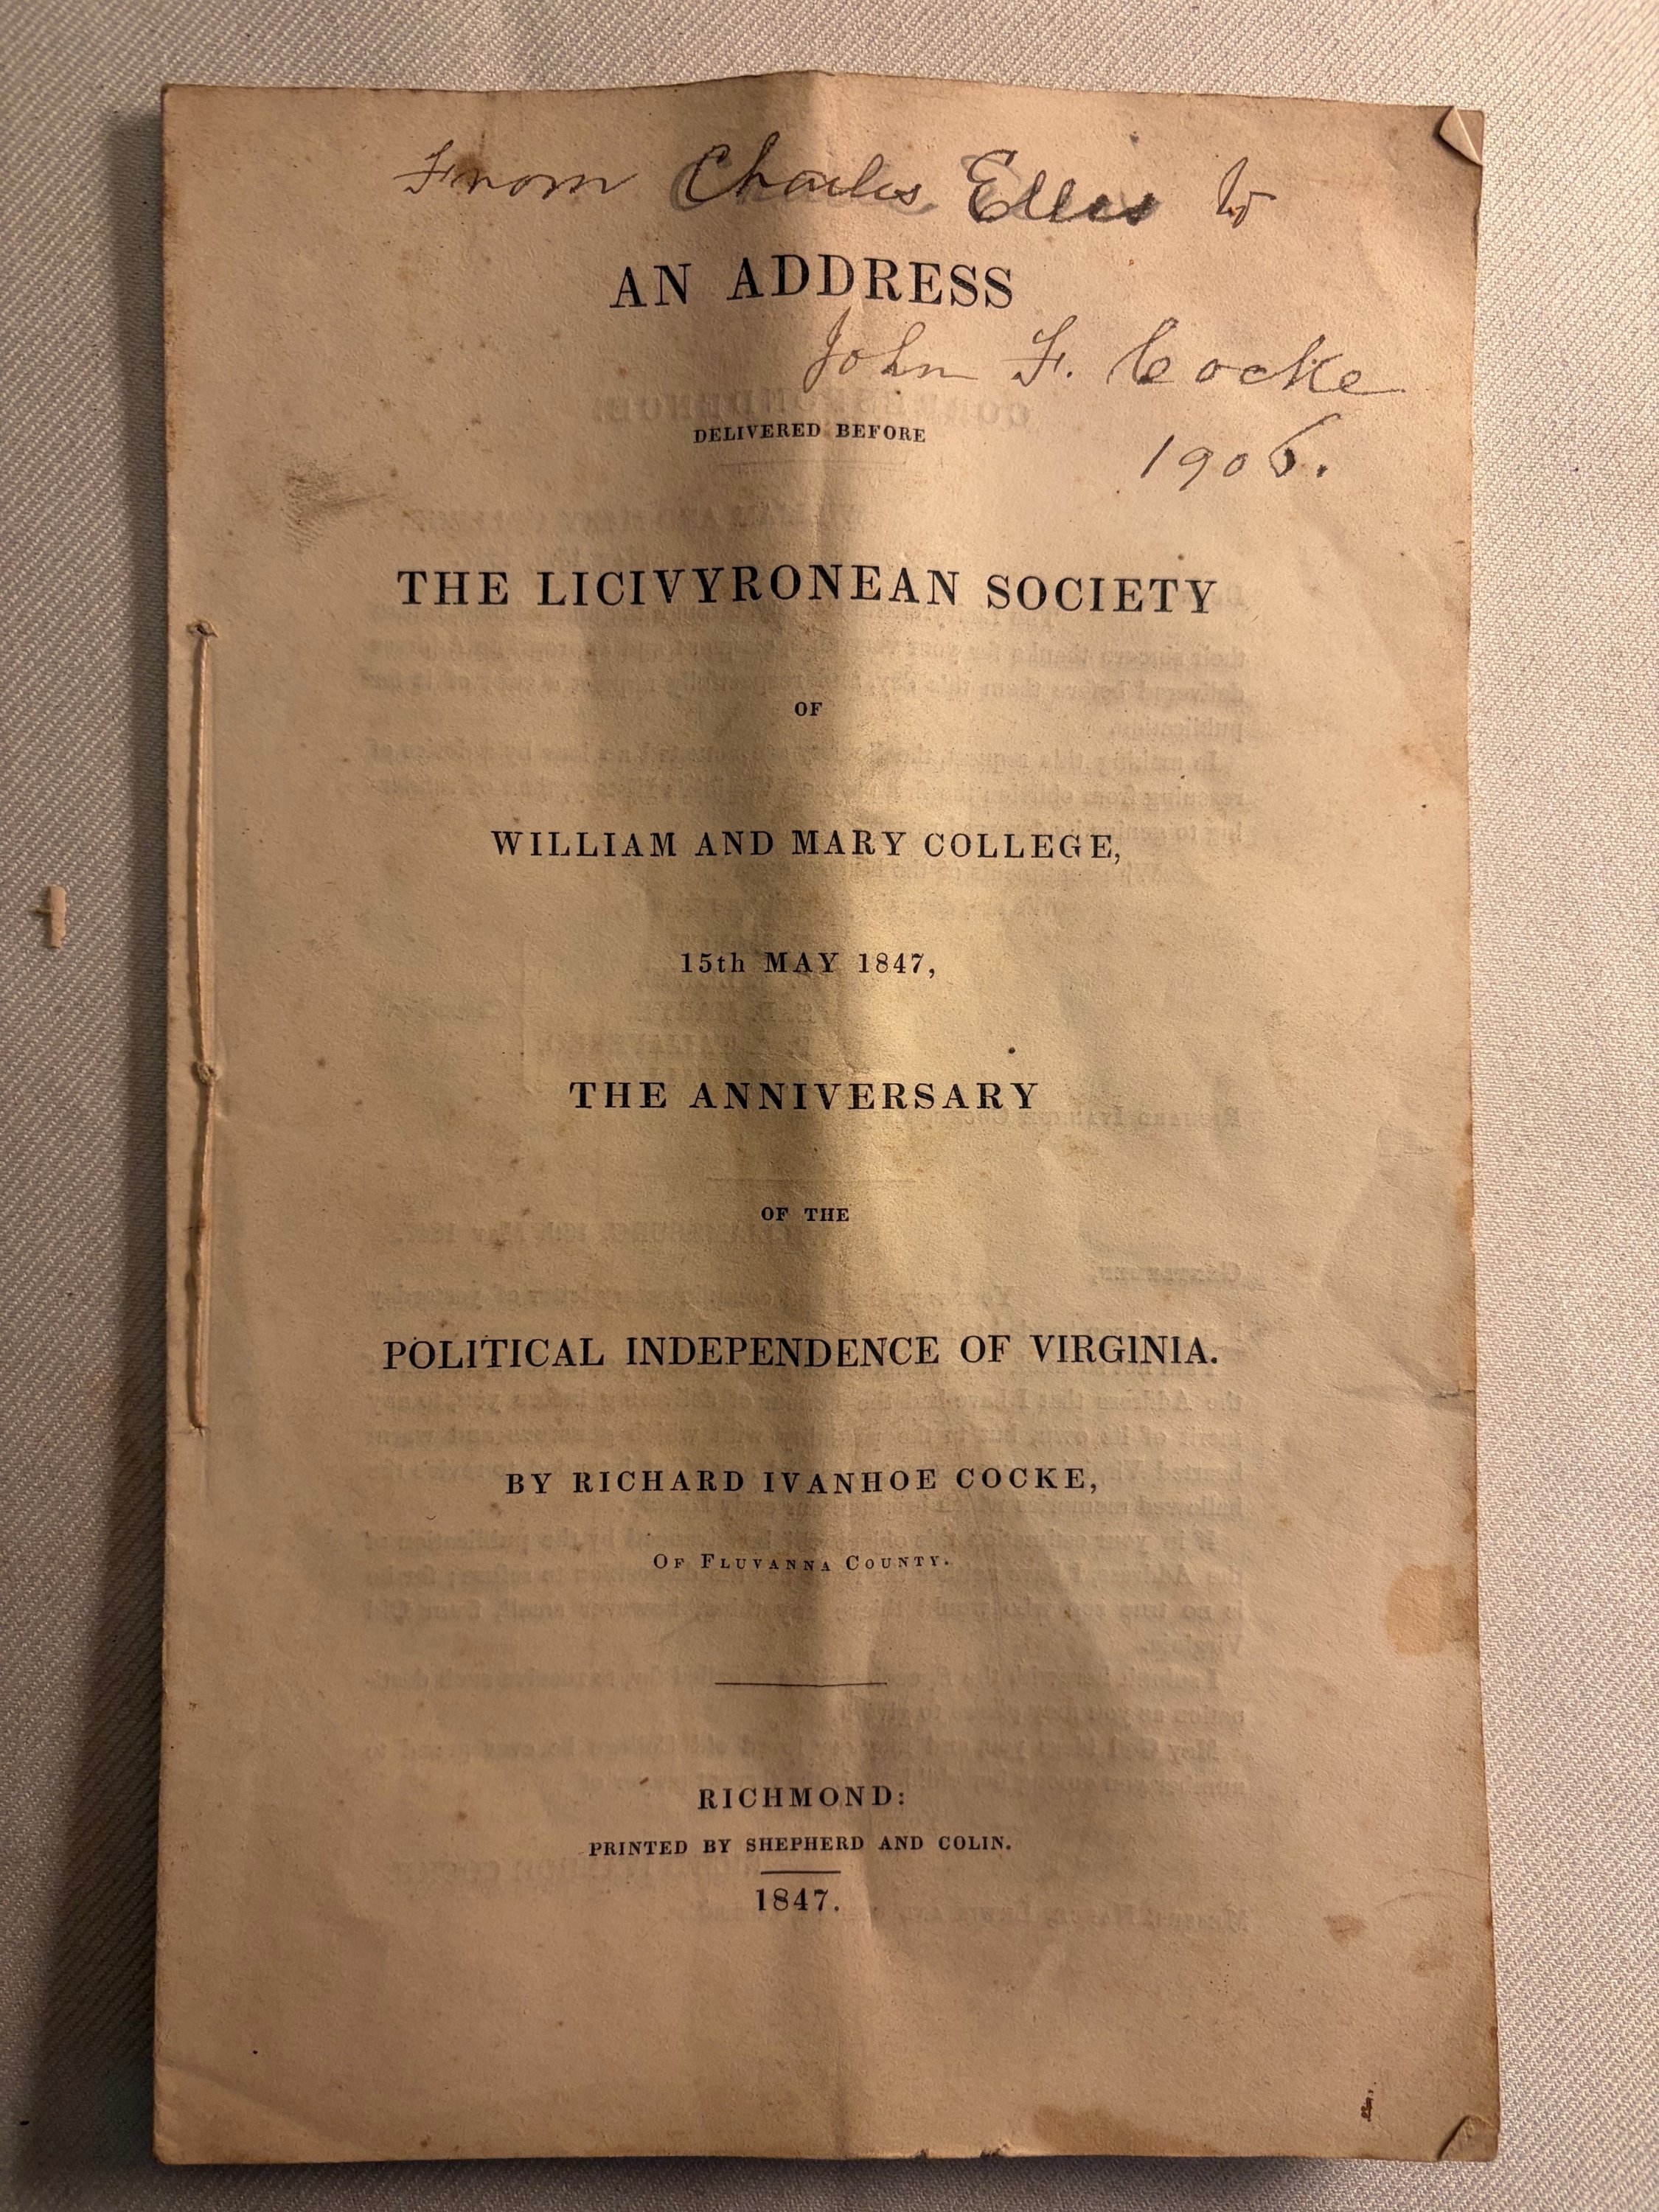 From Charles Ellis to
AN ADDRESS
John F. Cocke
DELIVERED BEFORE
1906.
THE LICIVYRONEAN SOCIETY
OF
WILLIAM AND MARY COLLEGE,
15th MAY 1847,
THE ANNIVERSARY
OF THE
POLITICAL INDEPENDENCE OF VIRGINIA.
BY RICHARD IVANHOE COCKE,
OF FLUVANNA COUNTY.
RICHMOND:
PRINTED BY SHEPHERD AND COLIN.
1847.